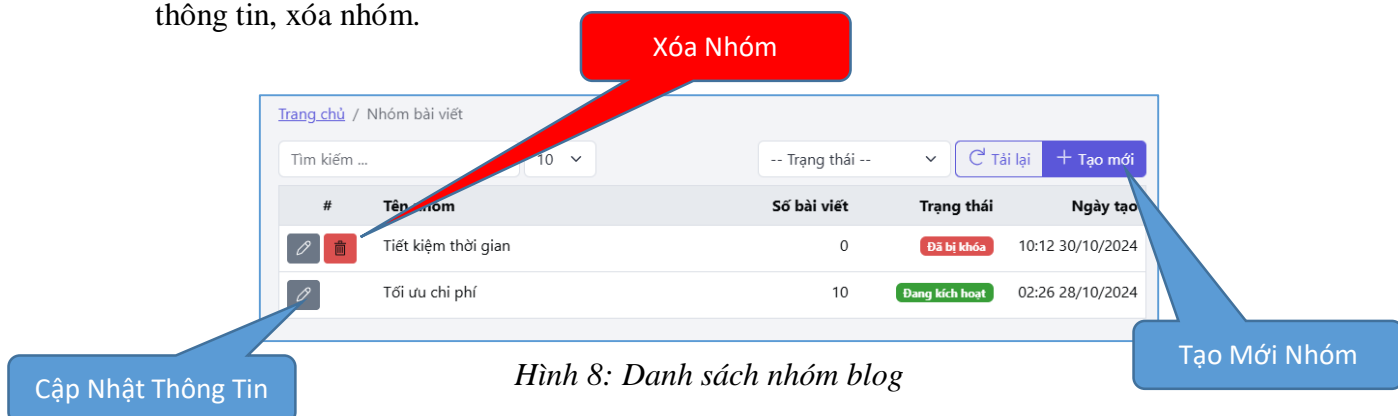 thông tin, xóa nhóm.
Xóa Nhóm
Trang chủ / Nhóm bài viết
Tìm kiếm ... 10 -- Trạng thái -- Tải lại + Tạo mới
# Tên nhóm Số bài viết Trạng thái Ngày tạo
Tiết kiệm thời gian 0 Đã bị khóa 10:12 30/10/2024
Tối ưu chi phí 10 Đang kích hoạt 02:26 28/10/2024
Tạo Mới Nhóm
Cập Nhật Thông Tin
Hình 8: Danh sách nhóm blog